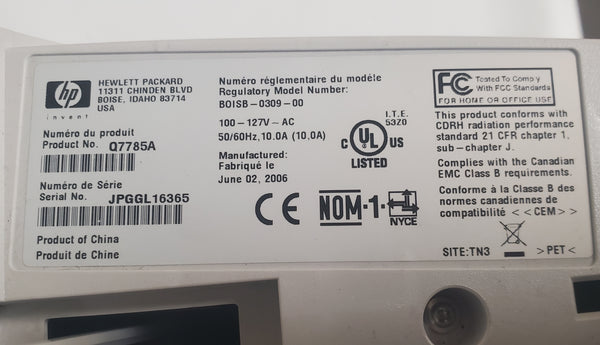 hp
invent
HEWLETT PACKARD
11311 CHINDEN BLVD
BOISE, IDAHO 83714
USA
Numéro du produit
Product No. Q7785A
Numéro de Série
Serial No. JPGGL16365
Product of China
Produit de Chine
Numéro réglementaire du modéle
Regulatory Model Number:
BOISB-0309-00
100-127V~AC
50/60Hz,10.0A (10,0A)
Manufactured:
Fabriqué le
June 02, 2006
I.T.E.
5320
C UL US
LISTED
CE NOM-1-
NYCE
FC Tested To Comply
With FCC Standards
FOR HOME OR OFFICE USE
This product conforms with
CDRH radiation performance
standard 21 CFR chapter 1,
sub-chapter J.
Complies with the Canadian
EMC Class B requirements.
Conforme à la Classe B des
normes canadiennes de
compatibilité <<CEM>>
SITE:TN3 >PET<